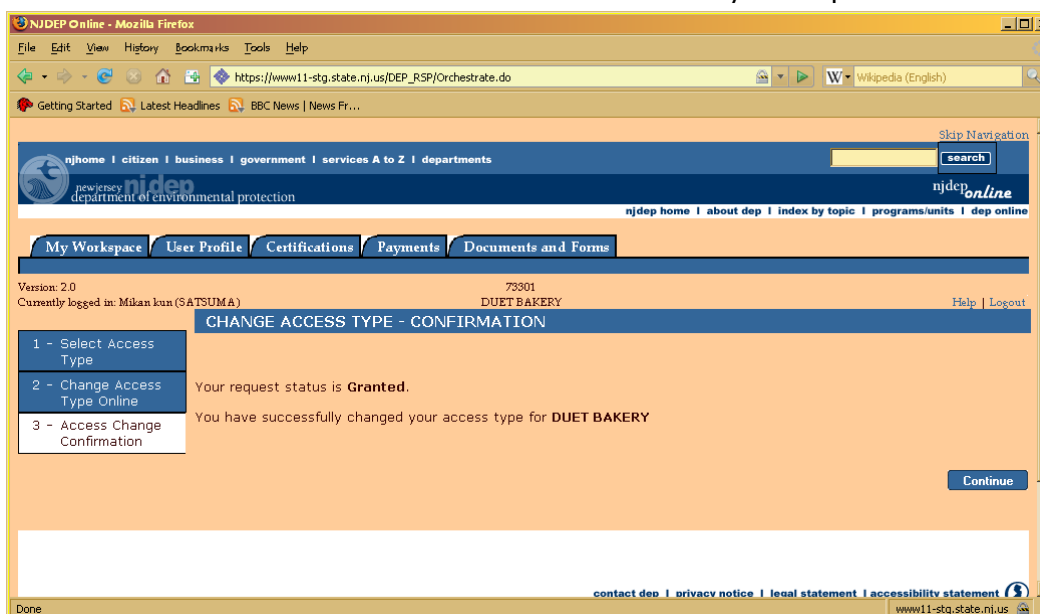 NJDEP Online - Mozilla Firefox
File Edit View History Bookmarks Tools Help
https://www11-stg.state.nj.us/DEP_RSP/Orchestrate.do
W Wikipedia (English)
Getting Started Latest Headlines BBC News | News Fr...
Skip Navigation
njhome | citizen | business | government | services A to Z | departments
search
newjersey njdep
department of environmental protection
njdeponline
njdep home | about dep | index by topic | programs/units | dep online
My Workspace User Profile Certifications Payments Documents and Forms
Version: 2.0 73301
Currently logged in: Mikan kun (SATSUMA) DUET BAKERY Help | Logout
CHANGE ACCESS TYPE - CONFIRMATION
1 - Select Access
Type
2 - Change Access
Type Online
3 - Access Change
Confirmation
Your request status is Granted.
You have successfully changed your access type for DUET BAKERY
Continue
contact dep | privacy notice | legal statement | accessibility statement
Done www11-stg.state.nj.us